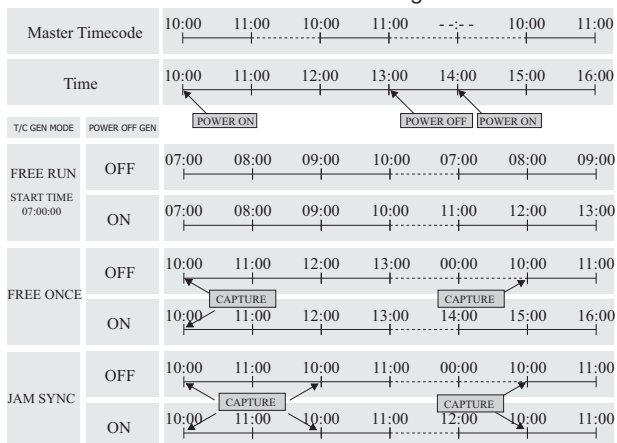 Master Timecode 10:00 11:00 10:00 11:00 --:-- 10:00 11:00
Time 10:00 11:00 12:00 13:00 14:00 15:00 16:00
T/C GEN MODE POWER OFF GEN POWER ON POWER OFF POWER ON
FREE RUN
START TIME
07:00:00
OFF 07:00 08:00 09:00 10:00 07:00 08:00 09:00
ON 07:00 08:00 09:00 10:00 11:00 12:00 13:00
FREE ONCE
OFF 10:00 11:00 12:00 13:00 00:00 10:00 11:00
CAPTURE CAPTURE
ON 10:00 11:00 12:00 13:00 14:00 15:00 16:00
JAM SYNC
OFF 10:00 11:00 10:00 11:00 00:00 10:00 11:00
CAPTURE CAPTURE
ON 10:00 11:00 10:00 11:00 12:00 10:00 11:00